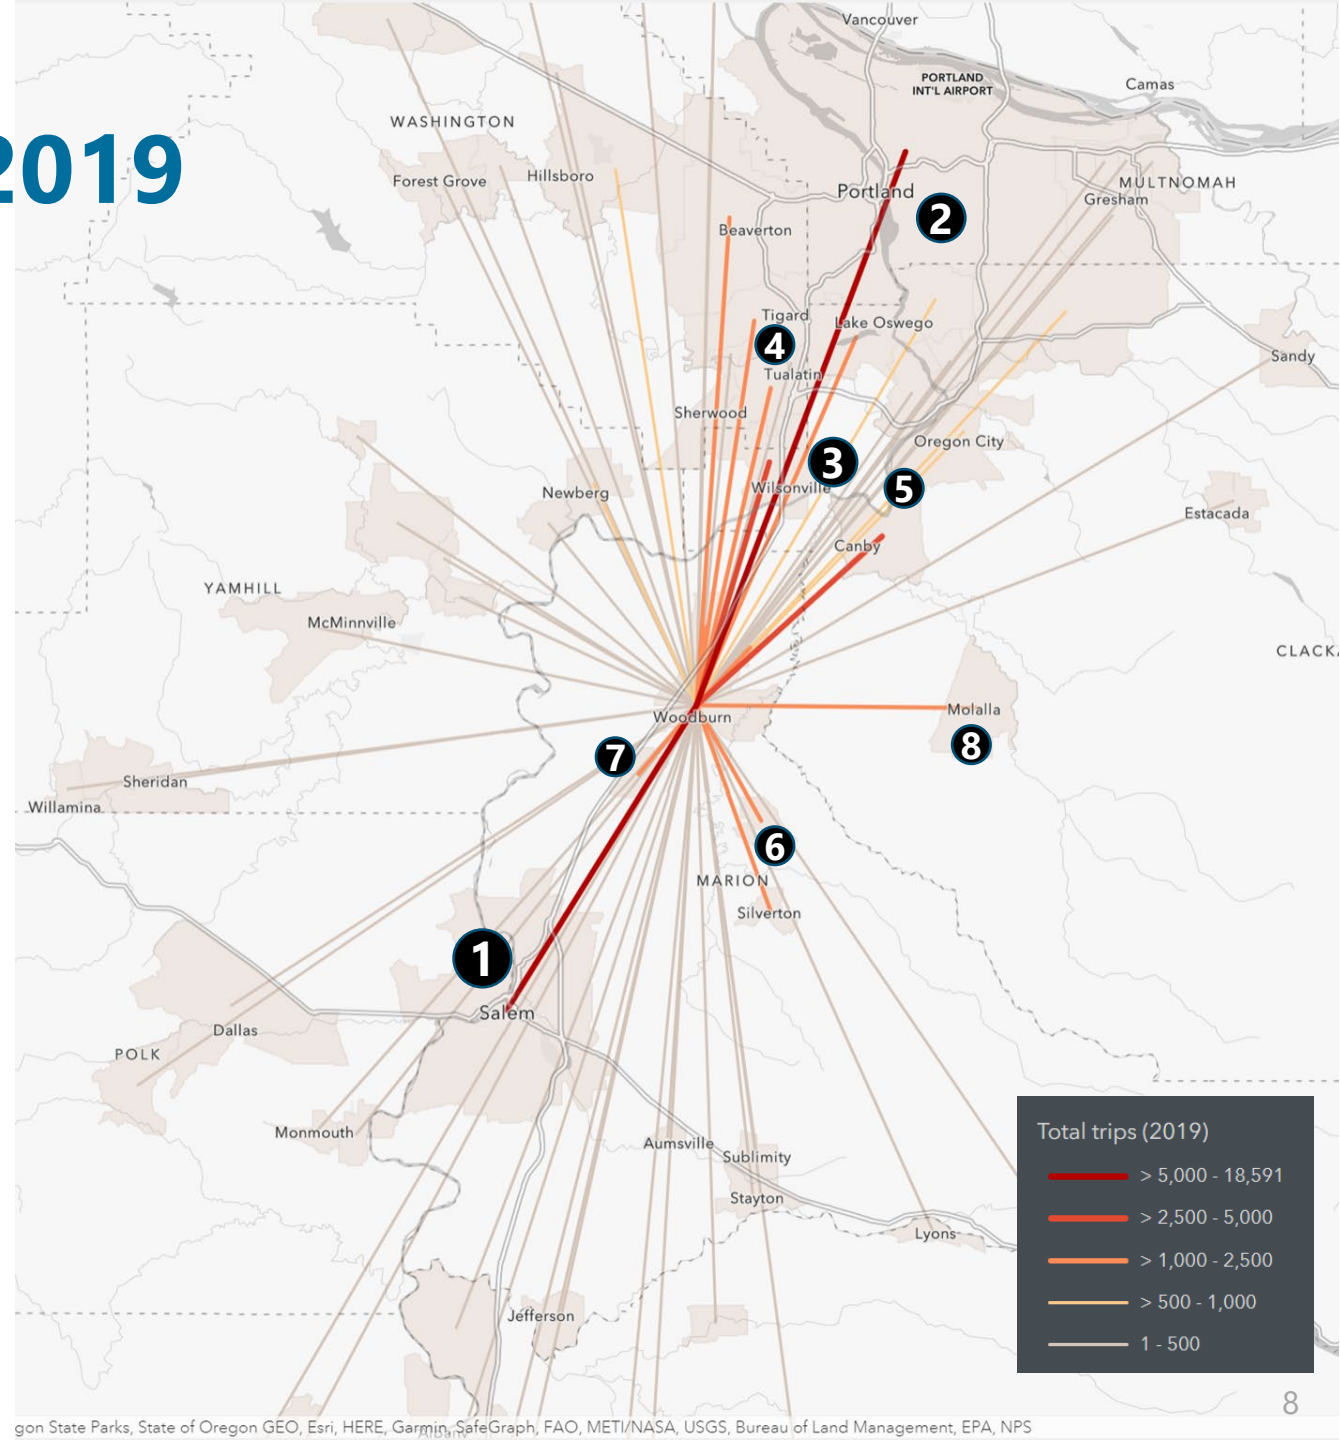 Vancouver
PORTLAND
INT'L AIRPORT
Camas
WASHINGTON
2019
Forest Grove
Hillsboro
Portland
MULTNOMAH
Gresham
2
Beaverton
Tigard
Lake Oswego
4
Tualatin
Sandy
Sherwood
Oregon City
3
Wilsonville
5
Newberg
Estacada
Canby
YAMHILL
McMinnville
CLACKA
Woodburn
Molalla
7
8
Sheridan
Willamina
6
MARION
Silverton
1
Salem
Dallas
POLK
Monmouth
Aumsville
Sublimity
Stayton
Lyons
Jefferson
Albany
Total trips (2019)
> 5,000 - 18,591
> 2,500 - 5,000
> 1,000 - 2,500
> 500 - 1,000
1 - 500
8
gon State Parks, State of Oregon GEO, Esri, HERE, Garmin, SafeGraph, FAO, METI/NASA, USGS, Bureau of Land Management, EPA, NPS